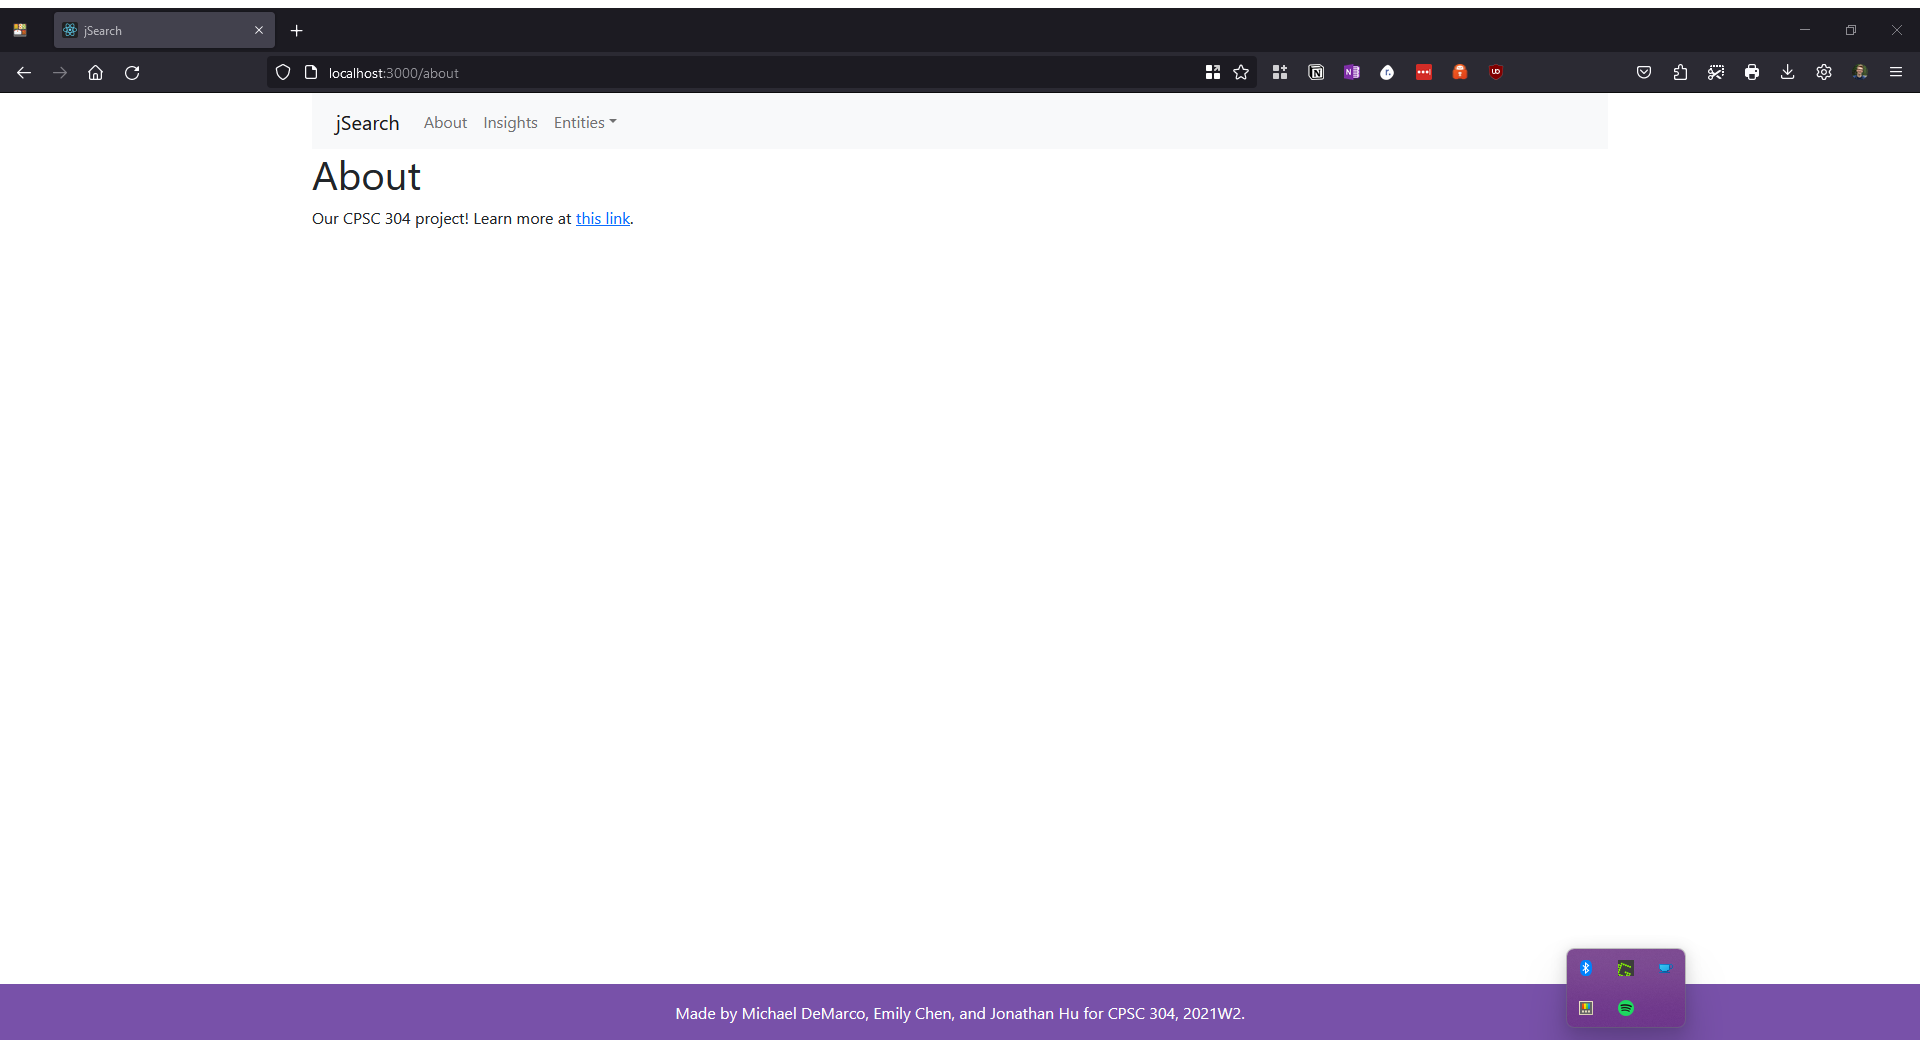 jSearch
localhost:3000/about
jSearch About Insights Entities
About
Our CPSC 304 project! Learn more at this link.
Made by Michael DeMarco, Emily Chen, and Jonathan Hu for CPSC 304, 2021W2.